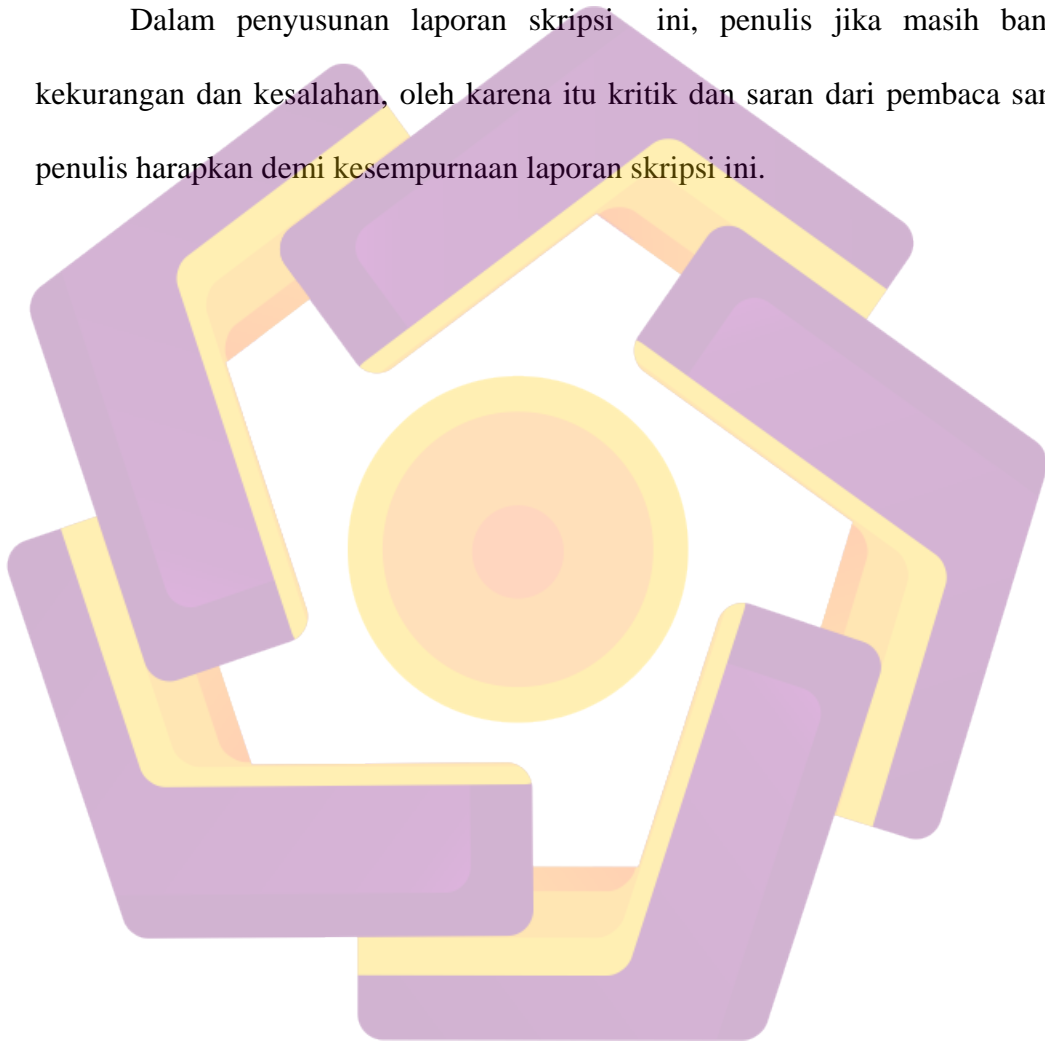 Dalam penyusunan laporan skripsi ini, penulis jika masih ban
kekurangan dan kesalahan, oleh karena itu kritik dan saran dari pembaca san
penulis harapkan demi kesempurnaan laporan skripsi ini.